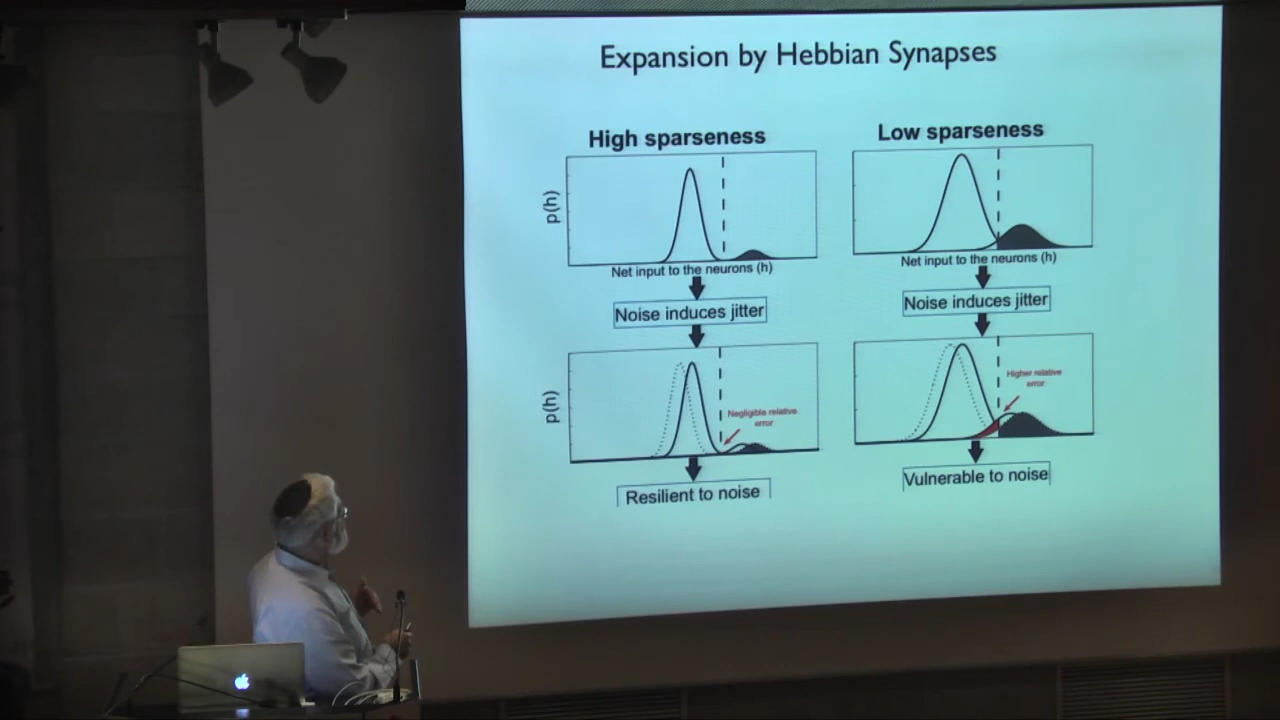 Expansion by Hebbian Synapses
High sparseness
p(h)
Net input to the neurons (h)
Noise induces jitter
p(h)
Negligible relative
error
Resilient to noise
Low sparseness
Net input to the neurons (h)
Noise induces jitter
Higher relative
error
Vulnerable to noise